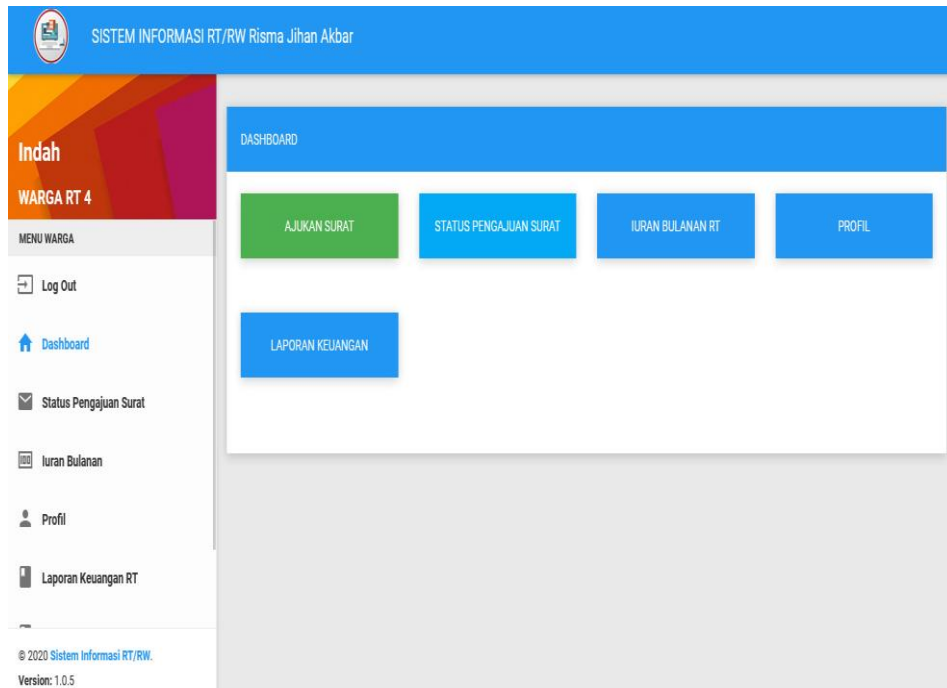 SISTEM INFORMASI RT/RW Risma Jihan Akbar
Indah
WARGA RT 4
MENU WARGA
Log Out
Dashboard
Status Pengajuan Surat
Iuran Bulanan
Profil
Laporan Keuangan RT
© 2020 Sistem Informasi RT/RW.
Version: 1.0.5
DASHBOARD
AJUKAN SURAT
STATUS PENGAJUAN SURAT
IURAN BULANAN RT
PROFIL
LAPORAN KEUANGAN